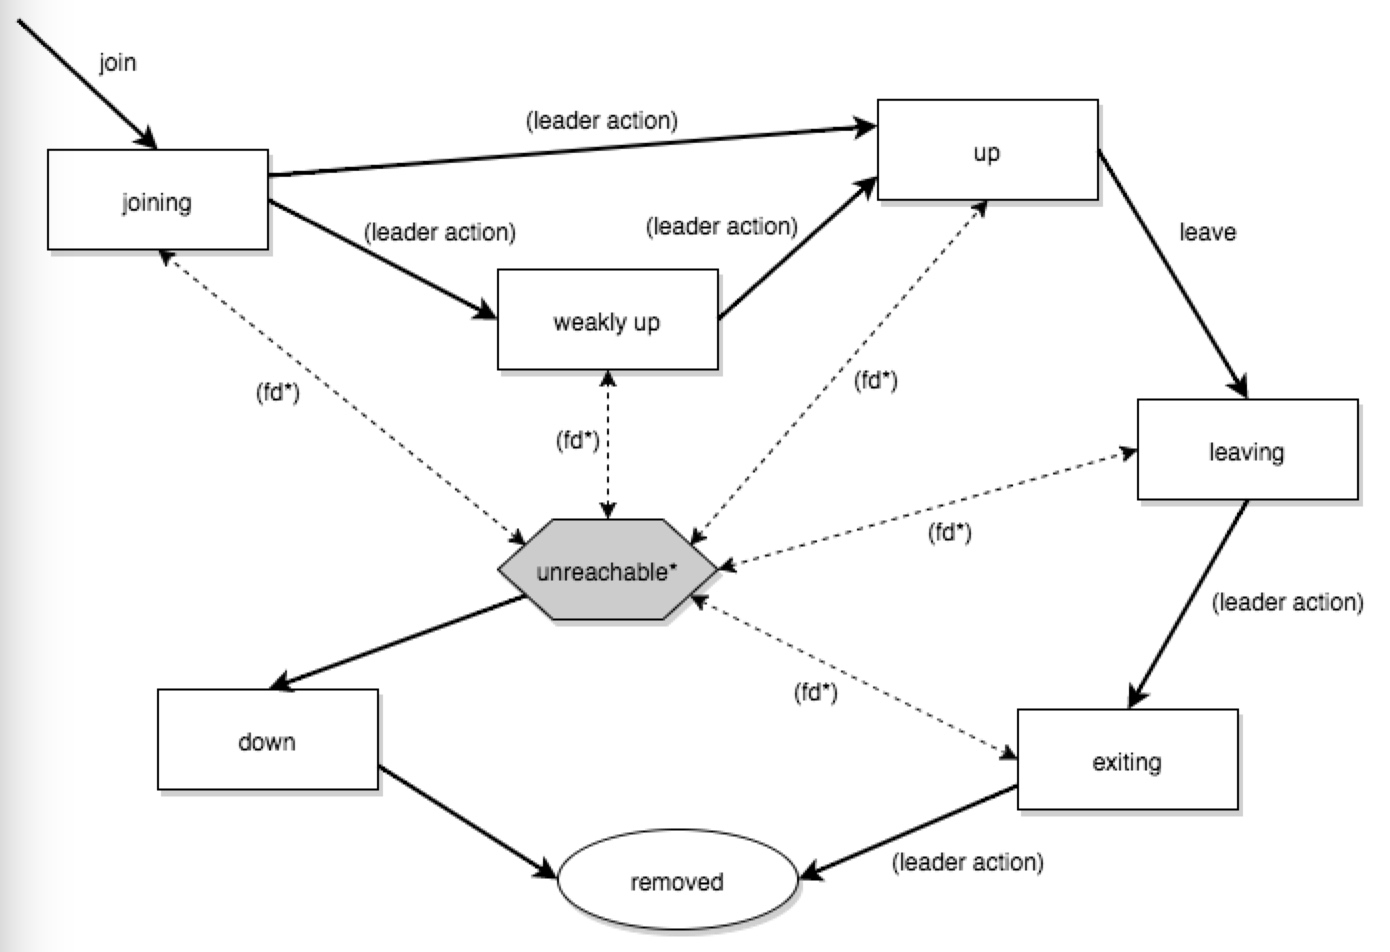 join
(leader action)
up
joining
(leader action)
(leader action)
leave
weakly up
(fd*)
(fd*)
(fd*)
leaving
(fd*)
unreachable*
(leader action)
(fd*)
down
exiting
(leader action)
removed